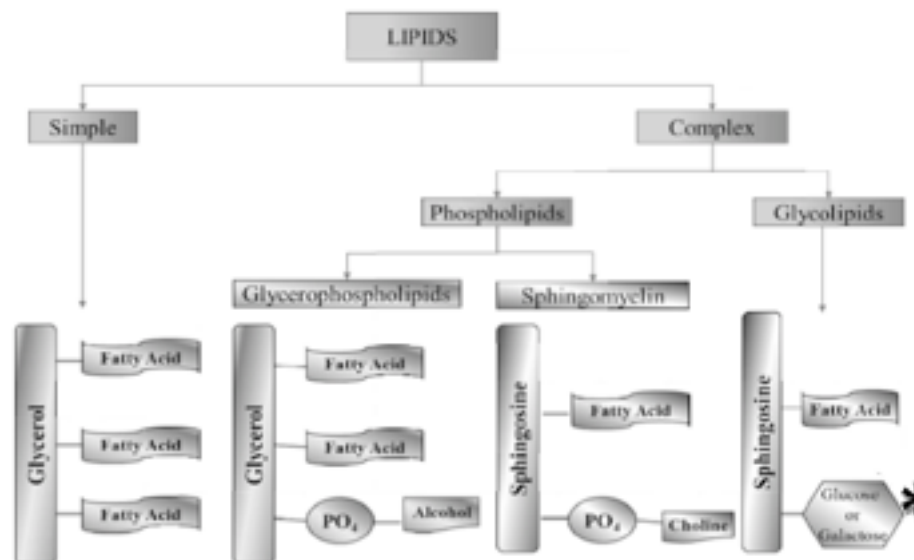 LIPIDS
Simple
Complex
Phospholipids
Glycolipids
Glycerophospholipids
Sphingomyelin
Glycerol
Fatty Acid
Fatty Acid
Fatty Acid
Glycerol
Fatty Acid
Fatty Acid
PO₄
Alcohol
Sphingosine
Fatty Acid
PO₄
Choline
Sphingosine
Fatty Acid
Glucose
or
Galactose
*